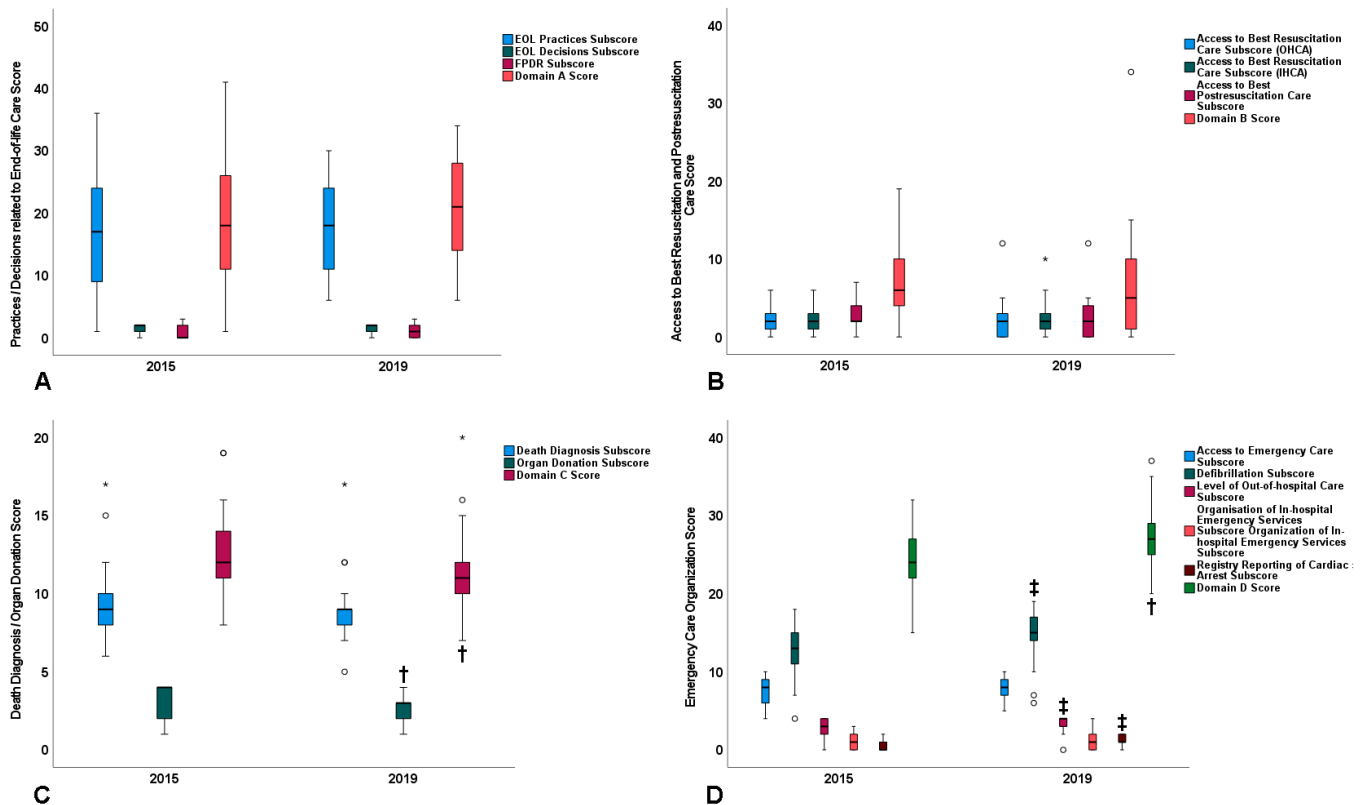 50
40
30
20
10
0
Practices / Decisions related to End-of-life Care Score
EOL Practices Subscore
EOL Decisions Subscore
FPDR Subscore
Domain A Score
2015
2019
A
40
30
20
10
0
Access to Best Resuscitation and Postresuscitation
Care Score
Access to Best Resuscitation
Care Subscore (OHCA)
Access to Best Resuscitation
Care Subscore (IHCA)
Access to Best
Postresuscitation Care
Subscore
Domain B Score
*
2015
2019
B
20
15
10
5
0
Death Diagnosis / Organ Donation Score
Death Diagnosis Subscore
Organ Donation Subscore
Domain C Score
*
*
*
†
†
2015
2019
C
40
30
20
10
0
Emergency Care Organization Score
Access to Emergency Care
Subscore
Defibrillation Subscore
Level of Out-of-hospital Care
Subscore
Organisation of In-hospital
Emergency Services
Subscore Organization of In-
hospital Emergency Services
Subscore
Registry Reporting of Cardiac :
Arrest Subscore
Domain D Score
‡
‡
‡
†
2015
2019
D